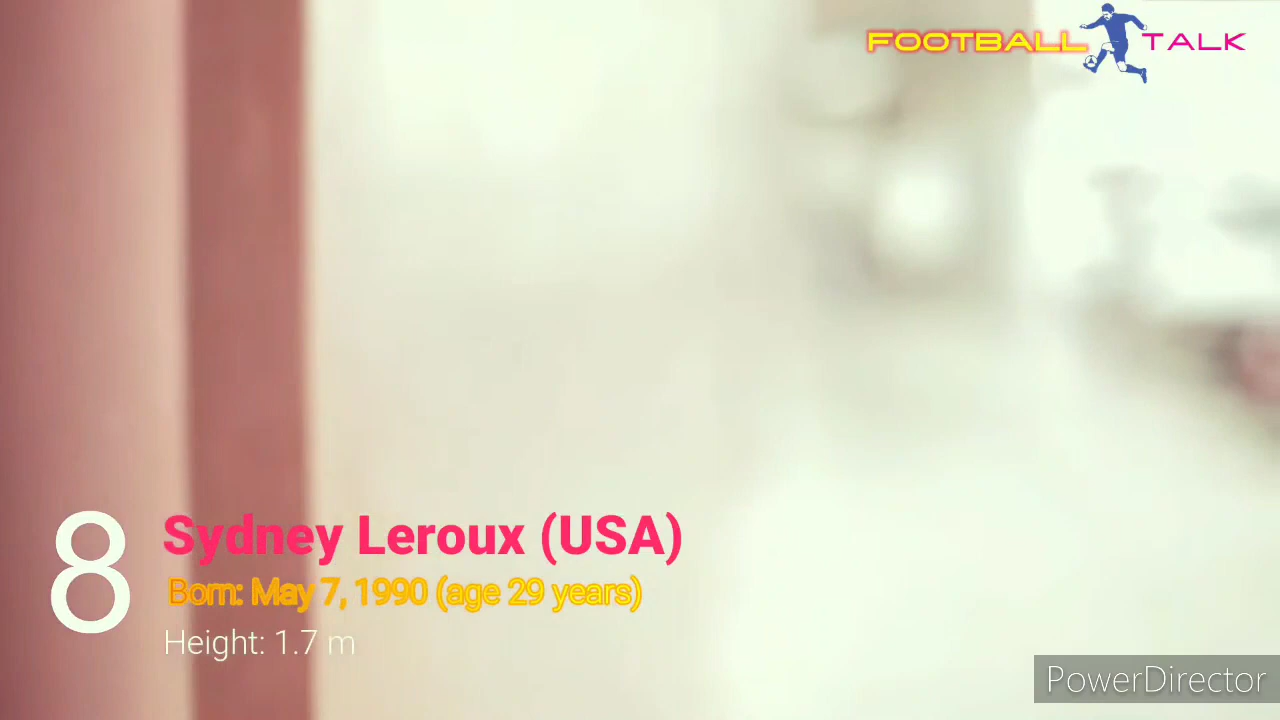 FOOTBALL TALK
8
Sydney Leroux (USA)
Born: May 7, 1990 (age 29 years)
Height: 1.7 m
PowerDirector